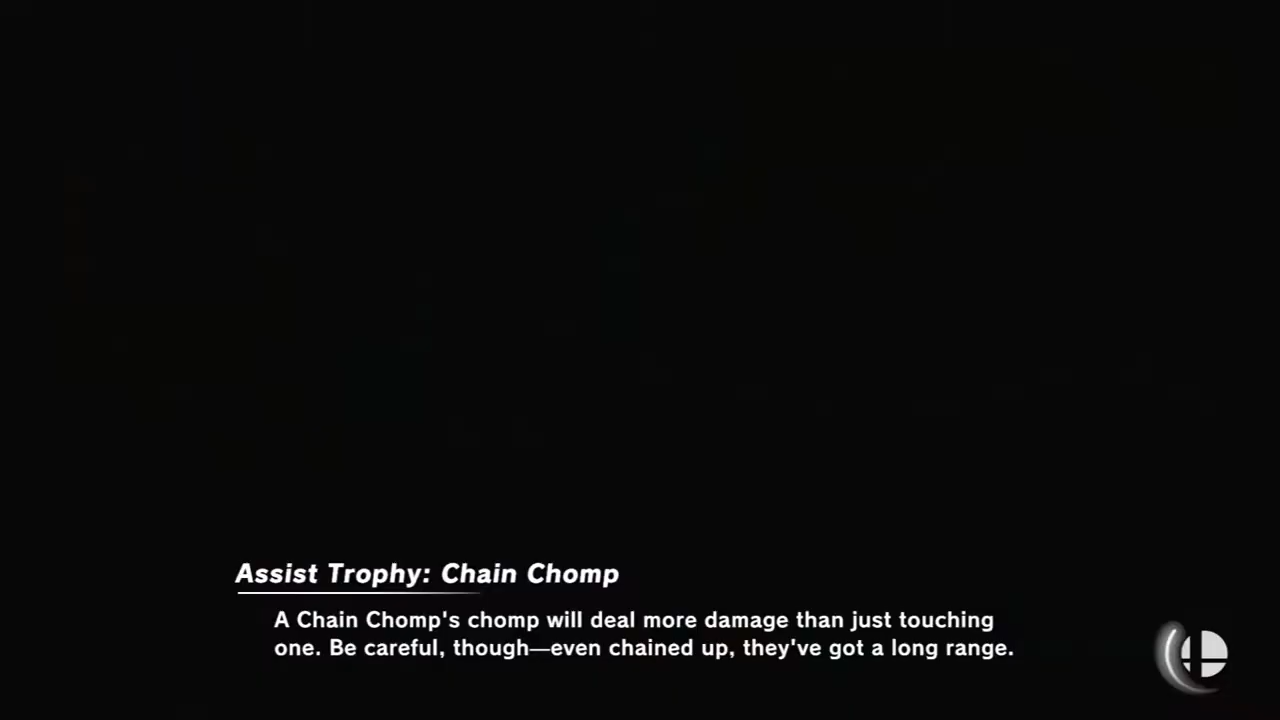 Assist Trophy: Chain Chomp
A Chain Chomp's chomp will deal more damage than just touching
one. Be careful, though—even chained up, they've got a long range.